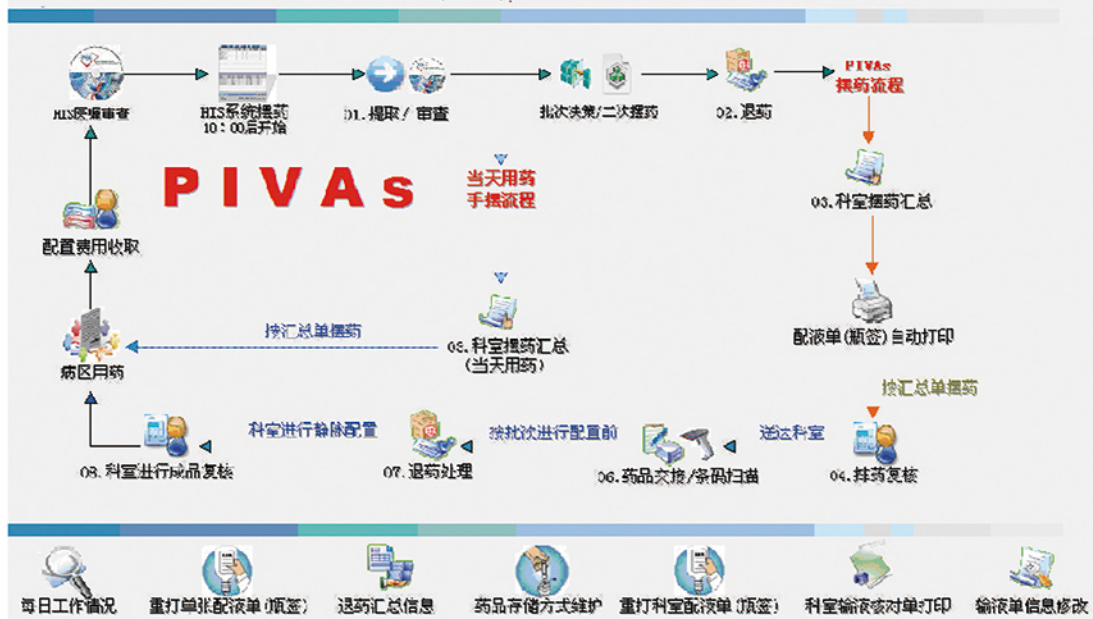 HIS医嘱审查
HIS系统摆药
10:00后开始
01.提取/审查
批次决策/二次摆药
02.退药
PIVAs
摆药流程
PIVAs
当天用药
手摆流程
03.科室摆药汇总
配置费用收取
配液单(瓶签)自动打印
按汇总单摆药
03.科室摆药汇总
(当天用药)
病区用药
按汇总单摆药
科室进行静脉配置
按批次进行配置前
送达科室
08.科室进行成品复核
07.退药处理
06.药品交接/条码扫描
04.排药复核
每日工作情况
重打单张配液单(瓶签)
退药汇总信息
药品存储方式维护
重打科室配液单(瓶签)
科室输液核对单打印
输液单信息修改